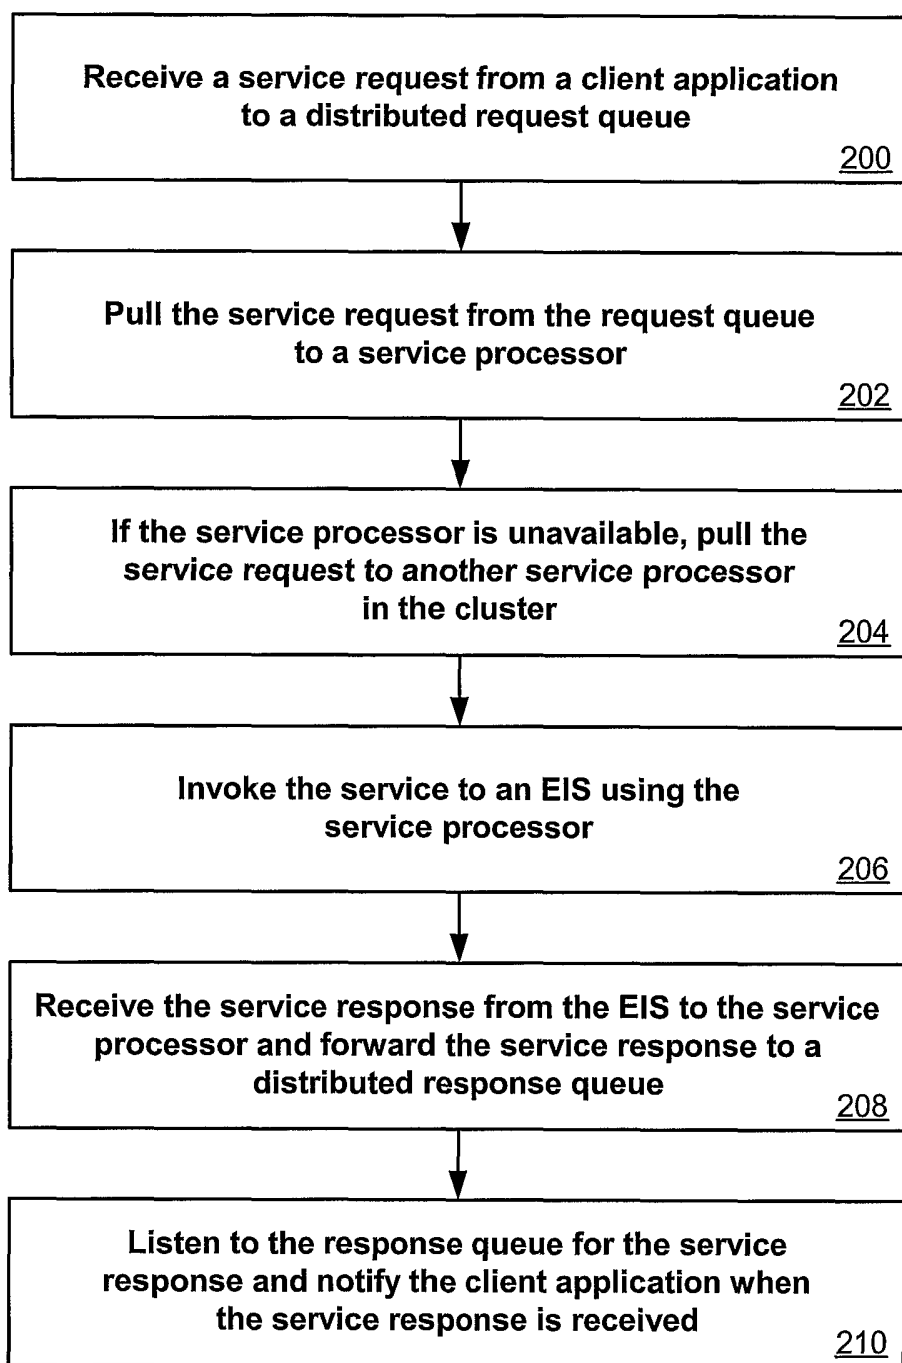 Receive a service request from a client application
to a distributed request queue
200
Pull the service request from the request queue
to a service processor
202
If the service processor is unavailable, pull the
service request to another service processor
in the cluster
204
Invoke the service to an EIS using the
service processor
206
Receive the service response from the EIS to the service
processor and forward the service response to a
distributed response queue
208
Listen to the response queue for the service
response and notify the client application when
the service response is received
210